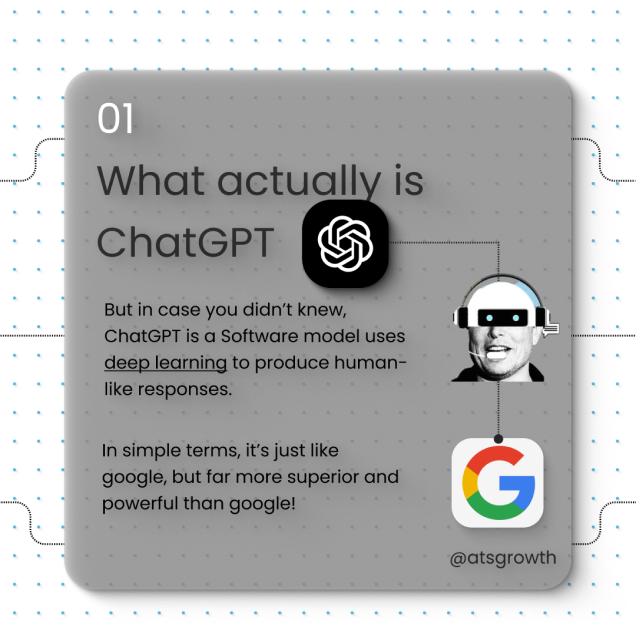 01
What actually is
ChatGPT
But in case you didn't knew,
ChatGPT is a Software model uses
deep learning to produce human-
like responses.
In simple terms, it's just like
google, but far more superior and
powerful than google!
@atsgrowth